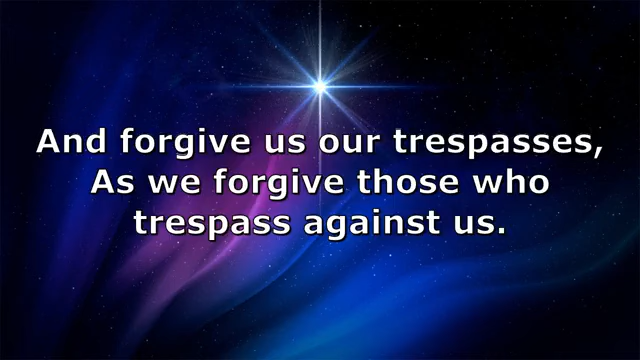 And forgive us our trespasses,
As we forgive those who
trespass against us.